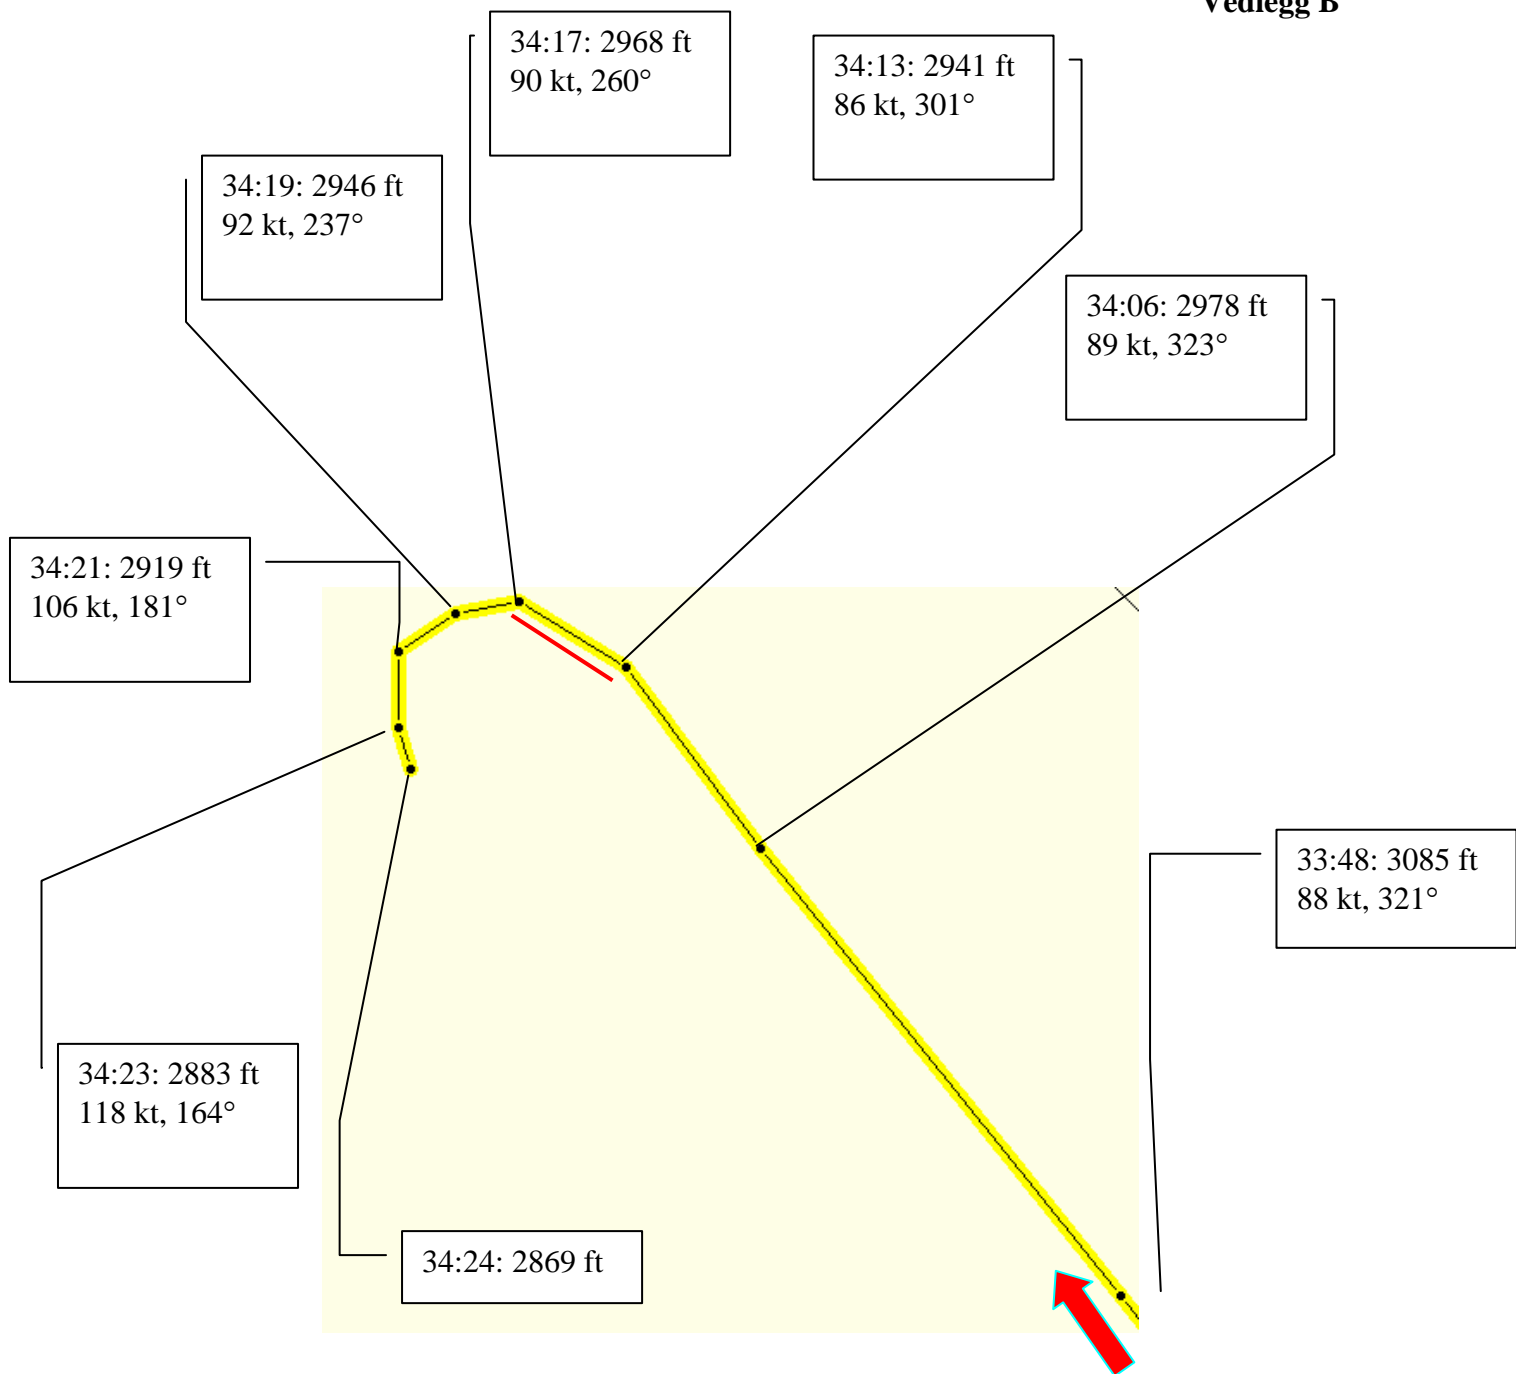 Vedlegg B
34:17: 2968 ft
90 kt, 260°
34:13: 2941 ft
86 kt, 301°
34:19: 2946 ft
92 kt, 237°
34:06: 2978 ft
89 kt, 323°
34:21: 2919 ft
106 kt, 181°
33:48: 3085 ft
88 kt, 321°
34:23: 2883 ft
118 kt, 164°
34:24: 2869 ft